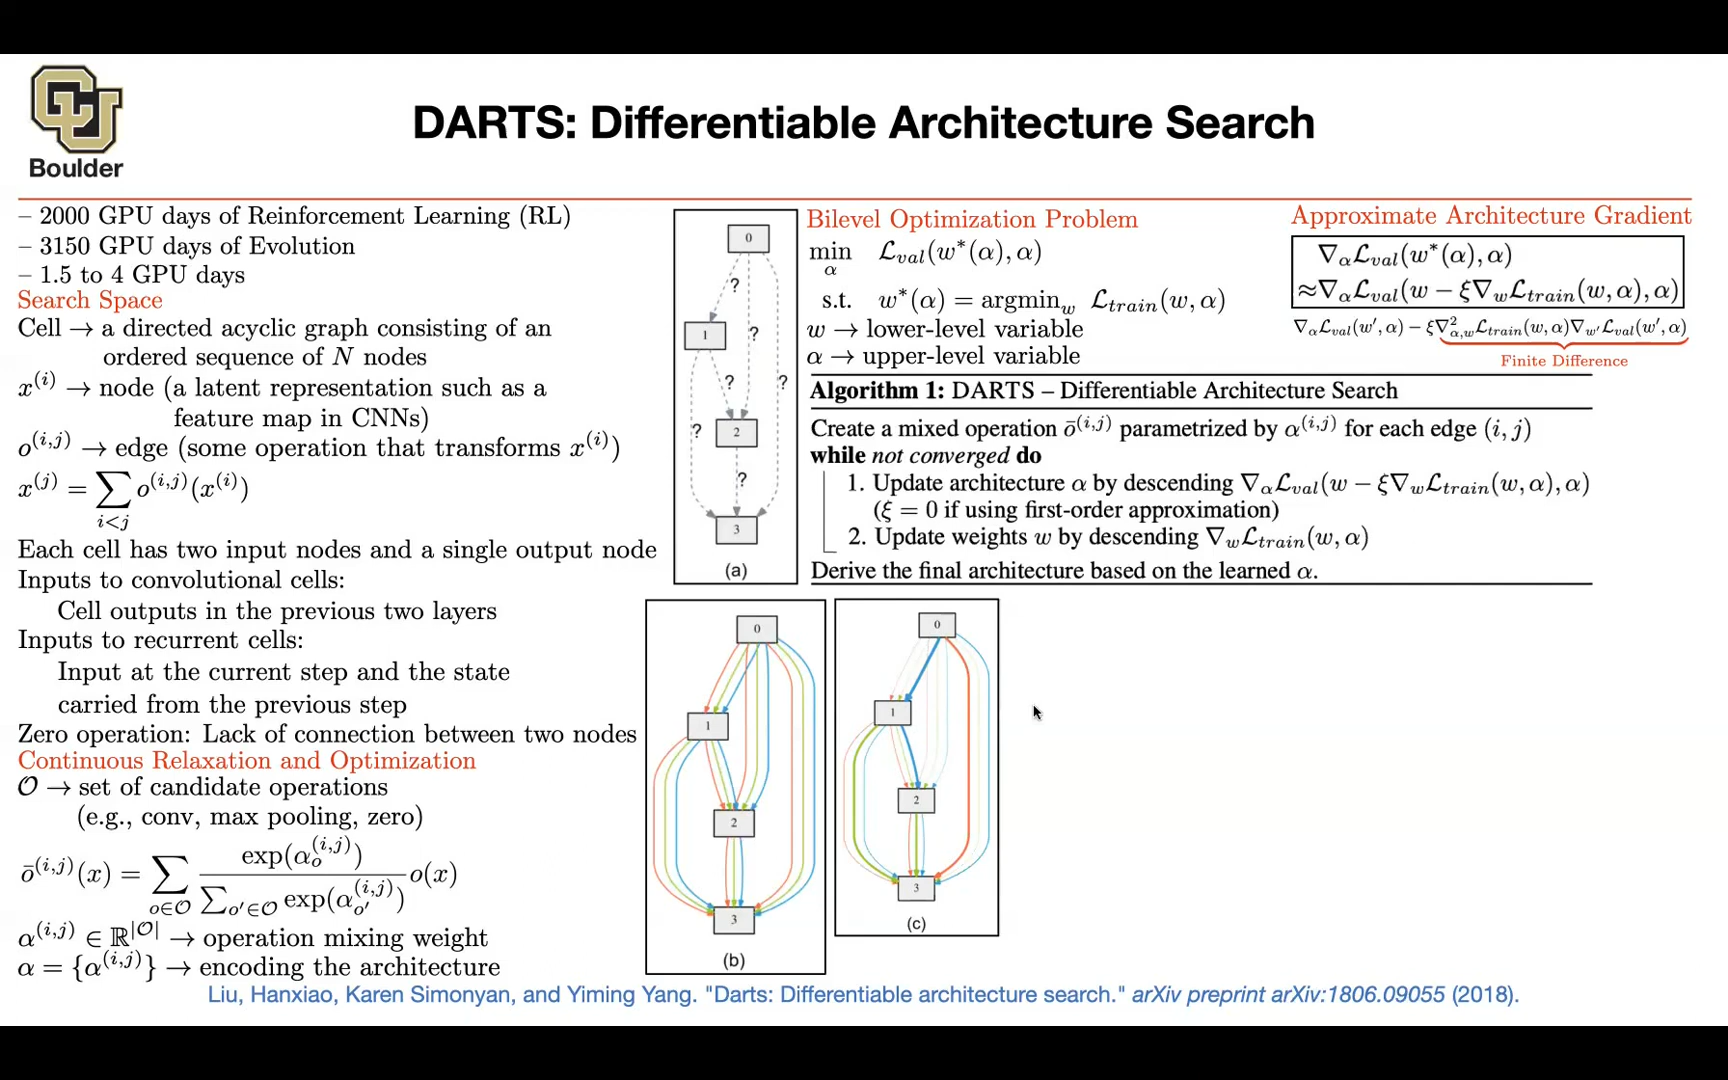 CU
Boulder
DARTS: Differentiable Architecture Search
– 2000 GPU days of Reinforcement Learning (RL)
– 3150 GPU days of Evolution
– 1.5 to 4 GPU days
Search Space
Cell → a directed acyclic graph consisting of an
ordered sequence of N nodes
x^(i) → node (a latent representation such as a
feature map in CNNs)
o^(i,j) → edge (some operation that transforms x^(i))
x^(j) = ∑_{i<j} o^(i,j)(x^(i))
Each cell has two input nodes and a single output node
Inputs to convolutional cells:
Cell outputs in the previous two layers
Inputs to recurrent cells:
Input at the current step and the state
carried from the previous step
Zero operation: Lack of connection between two nodes
Continuous Relaxation and Optimization
𝒪 → set of candidate operations
(e.g., conv, max pooling, zero)
ō^(i,j)(x) = ∑_{o∈𝒪} exp(α_o^(i,j)) / ∑_{o'∈𝒪} exp(α_{o'}^(i,j)) o(x)
α^(i,j) ∈ ℝ^|𝒪| → operation mixing weight
α = {α^(i,j)} → encoding the architecture
0
?
1
?
?
?
?
2
?
3
(a)
0
1
2
3
(b)
0
1
2
3
(c)
Bilevel Optimization Problem
min_α ℒ_val(w*(α), α)
s.t. w*(α) = argmin_w ℒ_train(w, α)
w → lower-level variable
α → upper-level variable
Approximate Architecture Gradient
∇_α ℒ_val(w*(α), α)
≈∇_α ℒ_val(w − ξ∇_w ℒ_train(w, α), α)
∇_α ℒ_val(w', α) − ξ∇²_{α,w} ℒ_train(w, α)∇_{w'} ℒ_val(w', α)
Finite Difference
Algorithm 1: DARTS – Differentiable Architecture Search
Create a mixed operation ō^(i,j) parametrized by α^(i,j) for each edge (i, j)
while not converged do
1. Update architecture α by descending ∇_α ℒ_val(w − ξ∇_w ℒ_train(w, α), α)
(ξ = 0 if using first-order approximation)
2. Update weights w by descending ∇_w ℒ_train(w, α)
Derive the final architecture based on the learned α.
Liu, Hanxiao, Karen Simonyan, and Yiming Yang. "Darts: Differentiable architecture search." arXiv preprint arXiv:1806.09055 (2018).